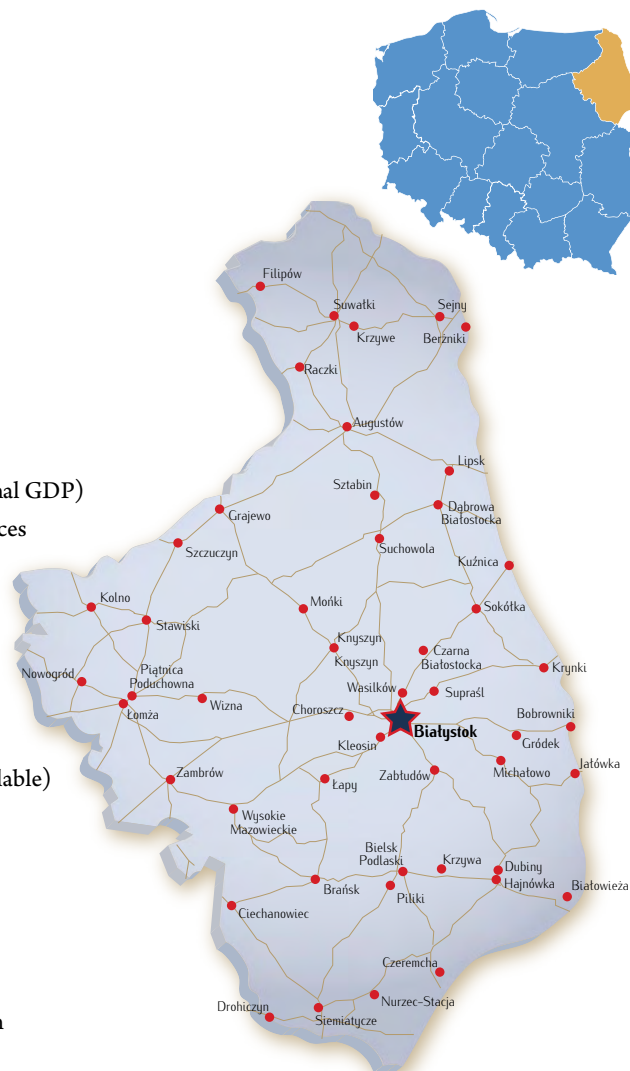 Filipów
Suwałki
Sejny
Krzywe
Berżniki
Raczki
Augustów
Lipsk
Sztabin
nal GDP)
Grajewo
Dąbrowa
Białostocka
ces
Szczuczyn
Suchowola
Kuźnica
Kolno
Mońki
Sokółka
Stawiski
Knyszyn
Knyszyn
Czarna
Białostocka
Nowogród
Piątnica
Poduchowna
Krynki
Wasilków
Supraśl
Łomża
Wizna
Choroszcz
Bobrowniki
Białystok
Kleosin
Gródek
Jałówka
Zambrów
Łapy
Zabłudów
Michałowo
lable)
Wysokie
Mazowieckie
Bielsk
Podlaski
Krzywa
Dubiny
Hajnówka
Białowieża
Brańsk
Piliki
Ciechanowiec
Czeremcha
Nurzec-Stacja
Drohiczyn
Siemiatycze
n